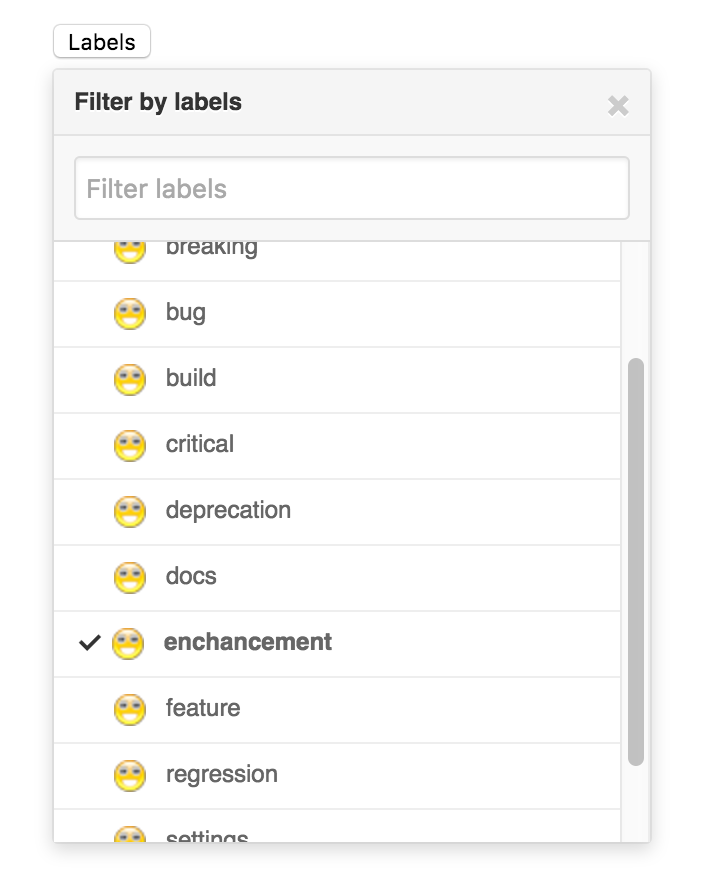 Labels
Filter by labels
Filter labels
breaking
bug
build
critical
deprecation
docs
enchancement
feature
regression
settings